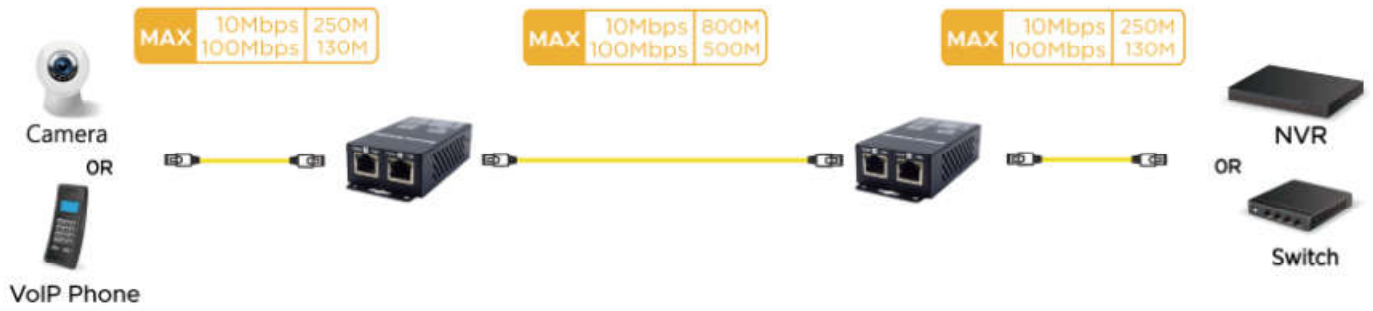 MAX 10Mbps 250M
100Mbps 130M
MAX 10Mbps 800M
100Mbps 500M
MAX 10Mbps 250M
100Mbps 130M
Camera
OR
VoIP Phone
NVR
OR
Switch